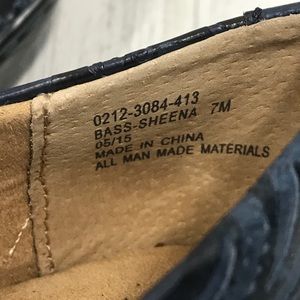 0212-3084-413
BASS-SHEENA 7M
05/15
MADE IN CHINA
ALL MAN MADE MATERIALS